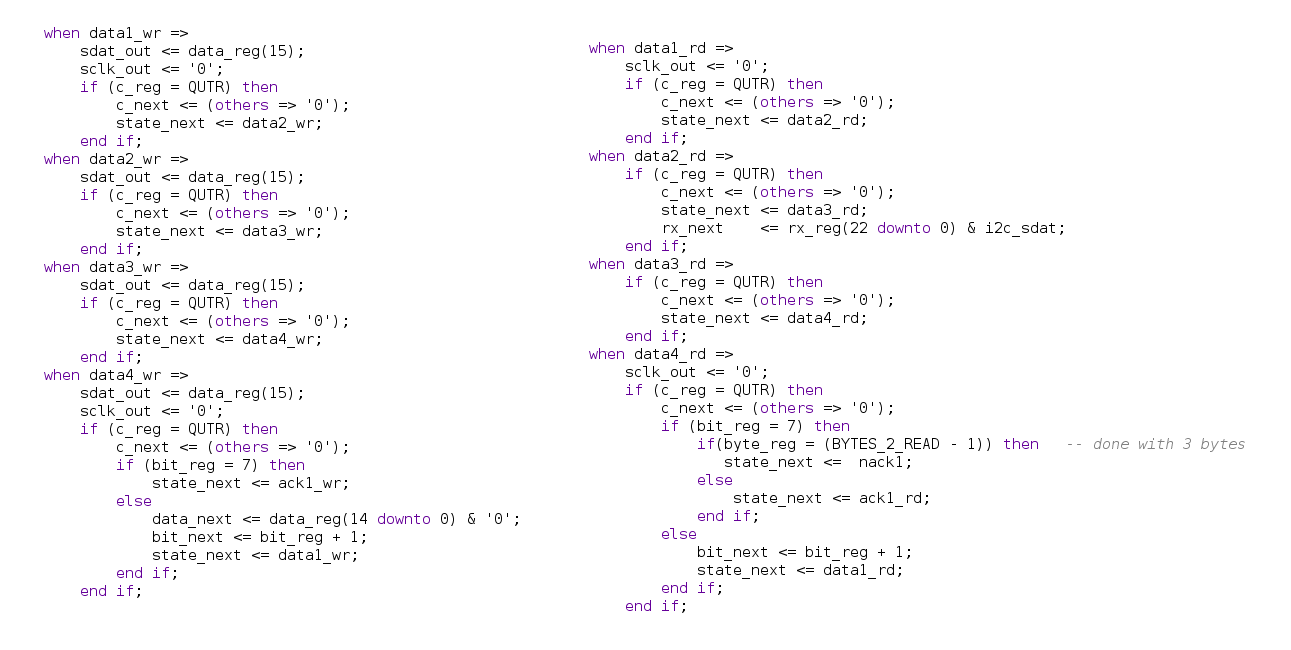 when data1_wr =>
    sdat_out <= data_reg(15);
    sclk_out <= '0';
    if (c_reg = QUTR) then
        c_next <= (others => '0');
        state_next <= data2_wr;
    end if;
when data2_wr =>
    sdat_out <= data_reg(15);
    if (c_reg = QUTR) then
        c_next <= (others => '0');
        state_next <= data3_wr;
    end if;
when data3_wr =>
    sdat_out <= data_reg(15);
    if (c_reg = QUTR) then
        c_next <= (others => '0');
        state_next <= data4_wr;
    end if;
when data4_wr =>
    sdat_out <= data_reg(15);
    sclk_out <= '0';
    if (c_reg = QUTR) then
        c_next <= (others => '0');
        if (bit_reg = 7) then
            state_next <= ack1_wr;
        else
            data_next <= data_reg(14 downto 0) & '0';
            bit_next <= bit_reg + 1;
            state_next <= data1_wr;
        end if;
    end if;
when data1_rd =>
    sclk_out <= '0';
    if (c_reg = QUTR) then
        c_next <= (others => '0');
        state_next <= data2_rd;
    end if;
when data2_rd =>
    if (c_reg = QUTR) then
        c_next <= (others => '0');
        state_next <= data3_rd;
        rx_next    <= rx_reg(22 downto 0) & i2c_sdat;
    end if;
when data3_rd =>
    if (c_reg = QUTR) then
        c_next <= (others => '0');
        state_next <= data4_rd;
    end if;
when data4_rd =>
    sclk_out <= '0';
    if (c_reg = QUTR) then
        c_next <= (others => '0');
        if (bit_reg = 7) then
            if(byte_reg = (BYTES_2_READ - 1)) then   -- done with 3 bytes
               state_next <=  nack1;
            else
                state_next <= ack1_rd;
            end if;
        else
            bit_next <= bit_reg + 1;
            state_next <= data1_rd;
        end if;
    end if;